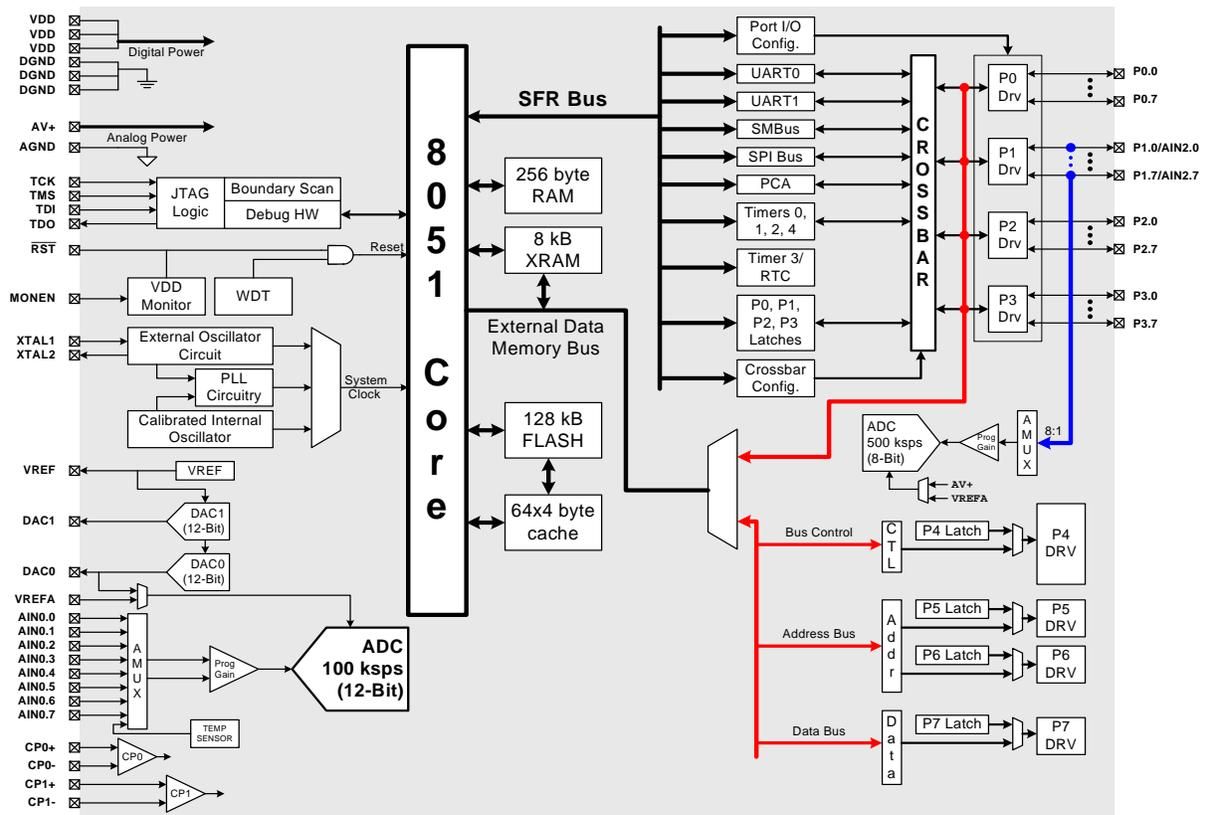 VDD
VDD
VDD
Digital Power
DGND
DGND
DGND
AV+
Analog Power
AGND
TCK
TMS
TDI
TDO
JTAG
Logic
Boundary Scan
Debug HW
RST
Reset
MONEN
VDD
Monitor
WDT
XTAL1
XTAL2
External Oscillator
Circuit
PLL
Circuitry
Calibrated Internal
Oscillator
System
Clock
VREF
VREF
DAC1
DAC1
(12-Bit)
DAC0
DAC0
(12-Bit)
VREFA
AIN0.0
AIN0.1
AIN0.2
AIN0.3
AIN0.4
AIN0.5
AIN0.6
AIN0.7
A
M
U
X
Prog
Gain
ADC
100 ksps
(12-Bit)
TEMP
SENSOR
CP0+
CP0-
CP0
CP1+
CP1-
CP1
8
0
5
1
C
o
r
e
SFR Bus
256 byte
RAM
8 kB
XRAM
External Data
Memory Bus
128 kB
FLASH
64x4 byte
cache
Port I/O
Config.
UART0
UART1
SMBus
SPI Bus
PCA
Timers 0,
1, 2, 4
Timer 3/
RTC
P0, P1,
P2, P3
Latches
Crossbar
Config.
C
R
O
S
S
B
A
R
P0
Drv
P1
Drv
P2
Drv
P3
Drv
P0.0
P0.7
P1.0/AIN2.0
P1.7/AIN2.7
P2.0
P2.7
P3.0
P3.7
ADC
500 ksps
(8-Bit)
Prog
Gain
A
M
U
X
8:1
AV+
VREFA
Bus Control
C
T
L
P4 Latch
P4
DRV
Address Bus
A
d
d
r
P5 Latch
P5
DRV
P6 Latch
P6
DRV
Data Bus
D
a
t
a
P7 Latch
P7
DRV